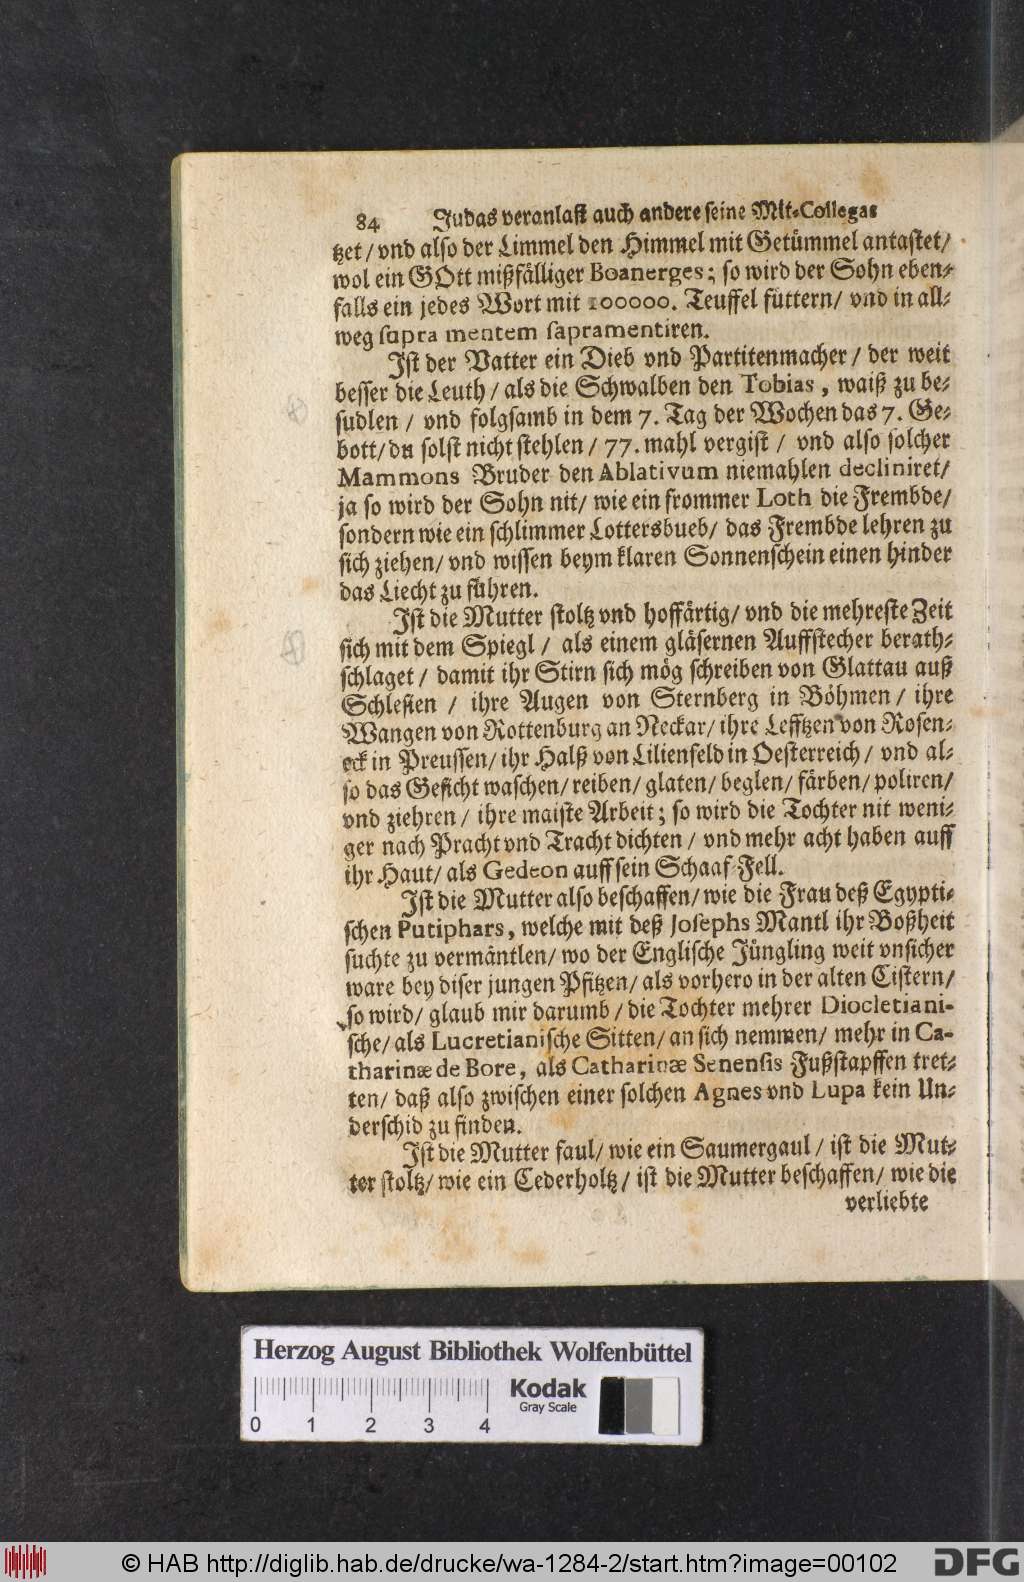 84 Judas veranlast auch andere seine Mit-Collegas
tzet / vnd also der Limmel den Himmel mit Getümmel antastet /
wol ein GOtt mißfälliger Boanerges; so wird der Sohn eben-
falls ein jedes Wort mit 100000. Teuffel füttern / vnd in all-
weg supra mentem sapramentiren.
Ist der Vatter ein Dieb vnd Partitenmacher / der weit
besser die Leuth / als die Schwalben den Tobias, waiß zu be-
sudlen / vnd folgsamb in dem 7. Tag der Wochen das 7. Ge-
bott / du solst nicht stehlen / 77. mahl vergist / vnd also solcher
Mammons Bruder den Ablativum niemahlen decliniret /
ja so wird der Sohn nit / wie ein frommer Loth die Frembde /
sondern wie ein schlimmer Lottersbueb / das Frembde lehren zu
sich ziehen / vnd wissen beym klaren Sonnenschein einen hinder
das Liecht zu führen.
Ist die Mutter stoltz vnd hoffärtig / vnd die mehreste Zeit
sich mit dem Spiegl / als einem gläsernen Auffstecher berath-
schlaget / damit ihr Stirn sich mög schreiben von Glattau auß
Schlesien / ihre Augen von Sternberg in Böhmen / ihre
Wangen von Rottenburg an Neckar / ihre Lefftzen von Rosen-
eck in Preussen / ihr Halß von Lilienfeld in Oesterreich / vnd al-
so das Gesicht waschen / reiben / glaten / beglen / färben / poliren /
vnd ziehren / ihre maiste Arbeit; so wird die Tochter nit weni-
ger nach Pracht vnd Tracht dichten / vnd mehr acht haben auff
ihr Haut / als Gedeon auff sein Schaaf-Fell.
Ist die Mutter also beschaffen / wie die Frau deß Egypti-
schen Putiphars, welche mit deß Josephs Mantl ihr Boßheit
suchte zu vermäntlen / wo der Englische Jüngling weit vnsicher
ware bey diser jungen Pfitzen / als vorhero in der alten Cistern /
so wird / glaub mir darumb / die Tochter mehrer Diocletiani-
sche / als Lucretianische Sitten / an sich nemmen / mehr in Ca-
tharinæ de Bore, als Catharinæ Senensis Fußstapffen tret-
ten / daß also zwischen einer solchen Agnes vnd Lupa kein Un-
derschid zu finden.
Ist die Mutter faul / wie ein Saumergaul / ist die Mut-
ter stoltz / wie ein Cederholtz / ist die Mutter beschaffen / wie die
verliebte
Herzog August Bibliothek Wolfenbüttel
Kodak
Gray Scale
0 1 2 3 4
© HAB http://diglib.hab.de/drucke/wa-1284-2/start.htm?image=00102
DFG